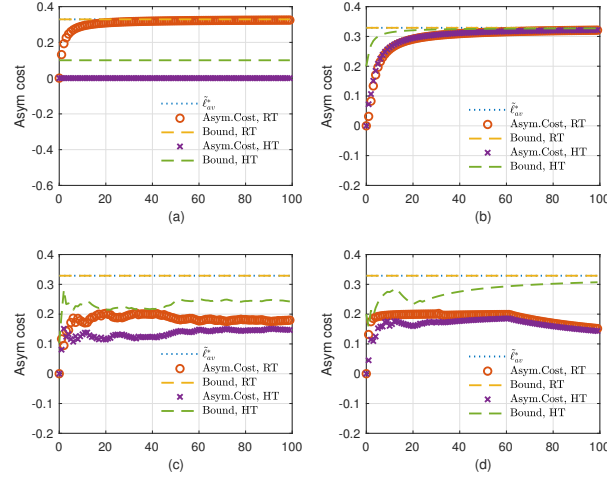 0.4
0.2
0
-0.2
-0.4
-0.6
Asym cost
ℓ̃*av
Asym.Cost, RT
Bound, RT
Asym.Cost, HT
Bound, HT
0 20 40 60 80 100
(a)
0.4
0.3
0.2
0.1
0
-0.1
-0.2
Asym cost
ℓ̃*av
Asym.Cost, RT
Bound, RT
Asym.Cost, HT
Bound, HT
0 20 40 60 80 100
(b)
0.4
0.3
0.2
0.1
0
-0.1
0.2
Asym cost
ℓ̃*av
Asym.Cost, RT
Bound, RT
Asym.Cost, HT
Bound, HT
0 20 40 60 80 100
(c)
0.4
0.3
0.2
0.1
0
-0.1
0.2
Asym cost
ℓ̃*av
Asym.Cost, RT
Bound, RT
Asym.Cost, HT
Bound, HT
0 20 40 60 80 100
(d)